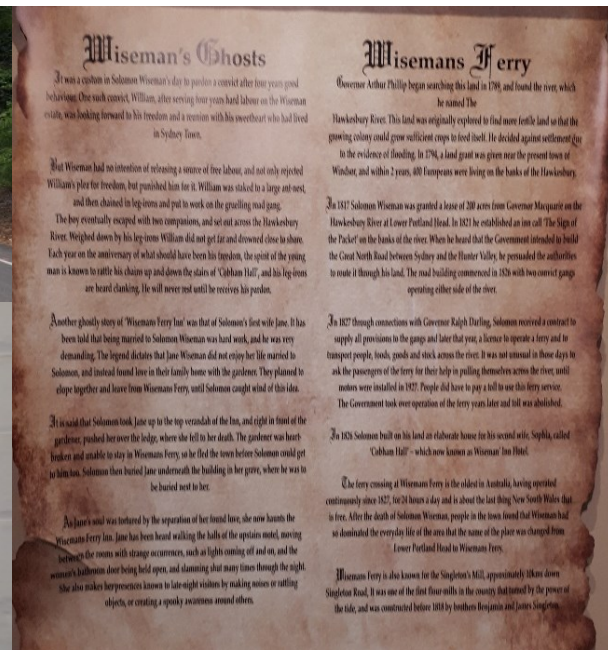 Wiseman's Ghosts
It was a custom in Solomon Wiseman's day to pardon a convict after four years good
behaviour. One such convict, William, after serving four years hard labour on the Wiseman
estate, was looking forward to his freedom and a reunion with his sweetheart who had lived
in Sydney Town.
But Wiseman had no intention of releasing a source of free labour, and not only rejected
William's plea for freedom, but punished him for it. William was staked to a large ant-nest,
and then chained in leg-irons and put to work on the gruelling road gang.
The boy eventually escaped with two companions, and set out across the Hawkesbury
River. Weighed down by his leg-irons William did not get far and drowned close to shore.
Each year on the anniversary of what should have been his freedom, the spirit of the young
man is known to rattle his chains up and down the stairs of 'Cobham Hall', and his leg-irons
are heard clanking. He will never rest until he receives his pardon.
Another ghostly story of 'Wisemans Ferry Inn' was that of Solomon's first wife Jane. It has
been told that being married to Solomon Wiseman was hard work, and he was very
demanding. The legend dictates that Jane Wiseman did not enjoy her life married to
Solomon, and instead found love in their family home with the gardener. They planned to
elope together and leave from Wisemans Ferry, until Solomon caught wind of this idea.
It is said that Solomon took Jane up to the top verandah of the Inn, and right in front of the
gardener, pushed her over the ledge, where she fell to her death. The gardener was heart-
broken and unable to stay in Wisemans Ferry, so he fled the town before Solomon could get
to him too. Solomon then buried Jane underneath the building in her grave, where he was to
be buried next to her.
As Jane's soul was tortured by the separation of her found love, she now haunts the
Wisemans Ferry Inn. Jane has been heard walking the halls of the upstairs motel, moving
between the rooms with strange occurrences, such as lights coming off and on, and the
women's bathroom door being held open, and slamming shut many times through the night.
She also makes her presences known to late-night visitors by making noises or rattling
objects, or creating a spooky awareness around others.
Wisemans Ferry
Governor Arthur Phillip began searching this land in 1789, and found the river, which
he named The
Hawkesbury River. This land was originally explored to find more fertile land so that the
growing colony could grow sufficient crops to feed itself. He decided against settlement due
to the evidence of flooding. In 1794, a land grant was given near the present town of
Windsor, and within 2 years, 400 Europeans were living on the banks of the Hawkesbury.
In 1817 Solomon Wiseman was granted a lease of 200 acres from Governor Macquarie on the
Hawkesbury River at Lower Portland Head. In 1821 he established an inn call 'The Sign of
the Packet' on the banks of the river. When he heard that the Government intended to build
the Great North Road between Sydney and the Hunter Valley, he persuaded the authorities
to route it through his land. The road building commenced in 1826 with two convict gangs
operating either side of the river.
In 1827 through connections with Governor Ralph Darling, Solomon received a contract to
supply all provisions to the gangs and later that year, a licence to operate a ferry and to
transport people, foods, goods and stock across the river. It was not unusual in those days to
ask the passengers of the ferry for their help in pulling themselves across the river, until
motors were installed in 1927. People did have to pay a toll to use this ferry service.
The Government took over operation of the ferry years later and toll was abolished.
In 1826 Solomon built on his land an elaborate house for his second wife, Sophia, called
'Cobham Hall' – which now known as Wiseman' Inn Hotel.
The ferry crossing at Wisemans Ferry is the oldest in Australia, having operated
continuously since 1827, for 24 hours a day and is about the last thing New South Wales that
is free. After the death of Solomon Wiseman, people in the town found that Wiseman had
so dominated the everyday life of the area that the name of the place was changed from
Lower Portland Head to Wisemans Ferry.
Wisemans Ferry is also known for the Singleton's Mill, approximately 10kms down
Singleton Road, It was one of the first flour-mills in the country that turned by the power of
the tide, and was constructed before 1818 by brothers Benjamin and James Singleton.